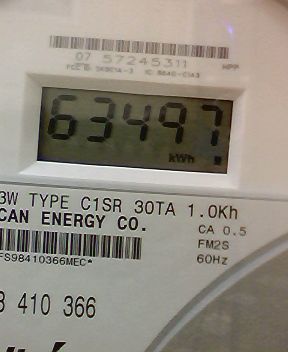 07 57245311 HPP
63497
kWh
3W TYPE C1SR 30TA 1.0Kh
CAN ENERGY CO.
CA 0.5
FM2S
FS98410366MEC*
60Hz
3 410 366